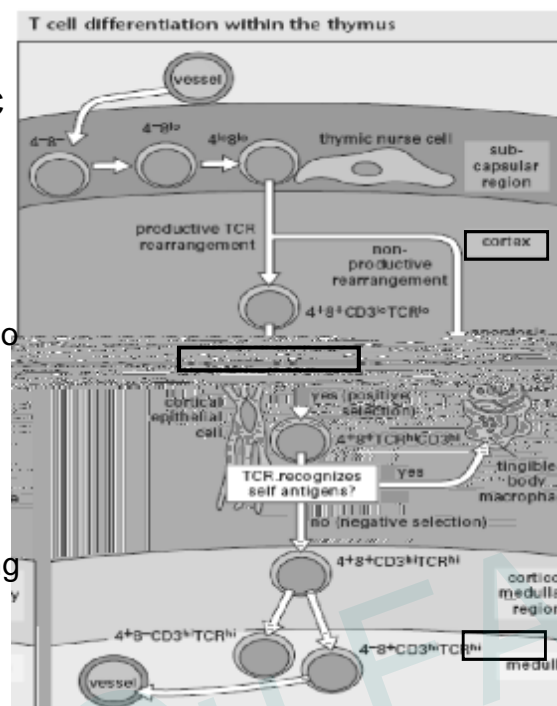 T cell differentiation within the thymus
vessel
4⁻8⁻
4⁻8ˡᵒ
4ˡᵒ8ˡᵒ
thymic nurse cell
sub-
capsular
region
productive TCR
rearrangement
non-
productive
rearrangement
cortex
4⁺8⁺CD3ˡᵒTCRˡᵒ
apoptosis
cortical
epithelial
cell
yes (positive
selection)
4⁺8⁺TCRʰⁱCD3ʰⁱ
TCR recognizes
self antigens?
yes
tingible
body
macropha
no (negative selection)
4⁺8⁺CD3ʰⁱTCRʰⁱ
cortico
medulla
region
4⁺8⁻CD3ʰⁱTCRʰⁱ
4⁻8⁺CD3ʰⁱTCRʰⁱ
medull
vessel